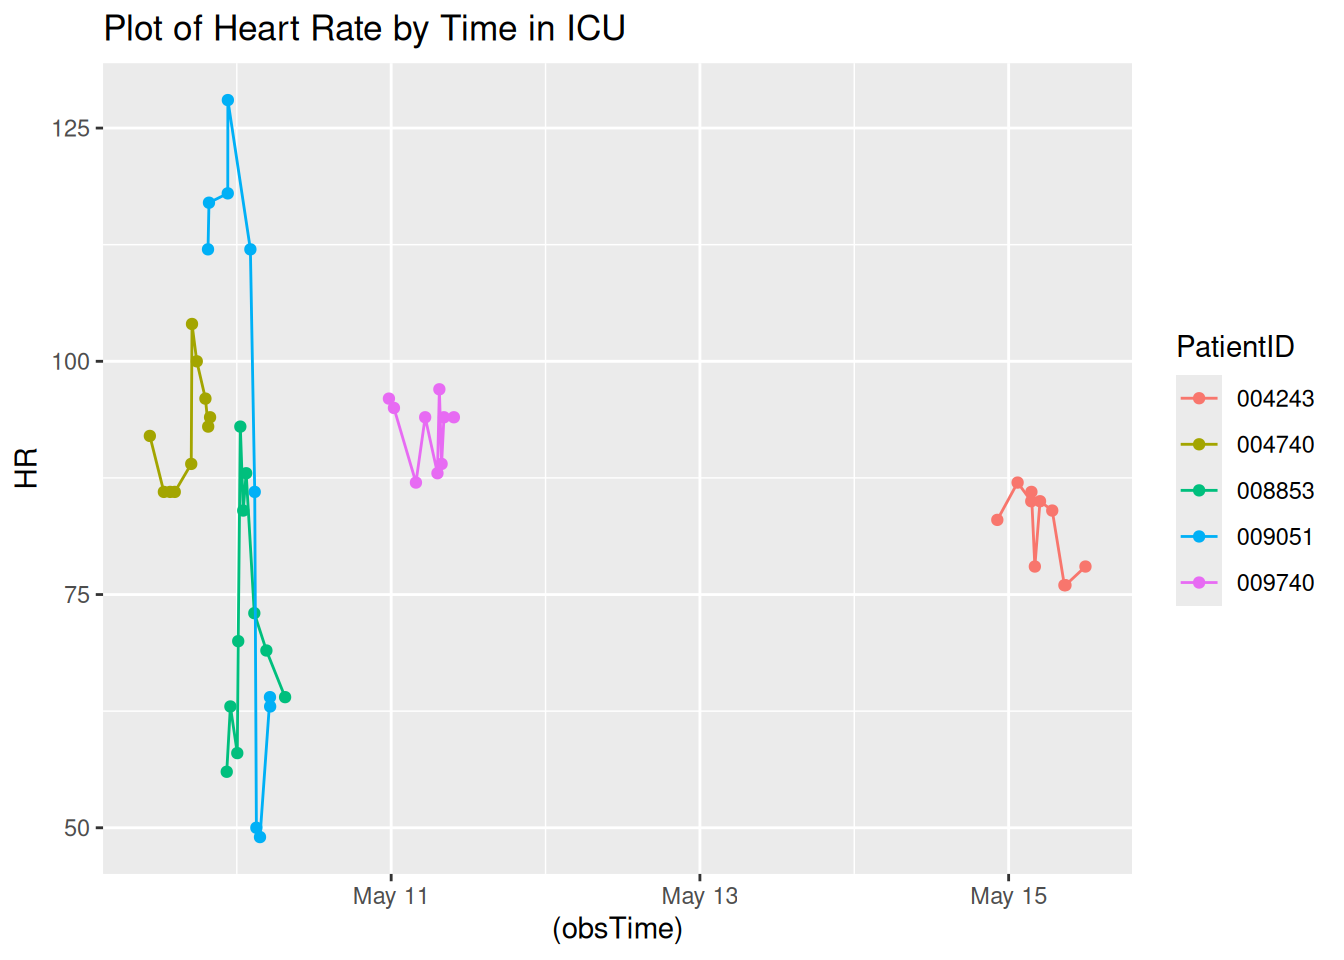 Plot of Heart Rate by Time in ICU
125
100
75
50
HR
May 11
May 13
May 15
(obsTime)
PatientID
004243
004740
008853
009051
009740